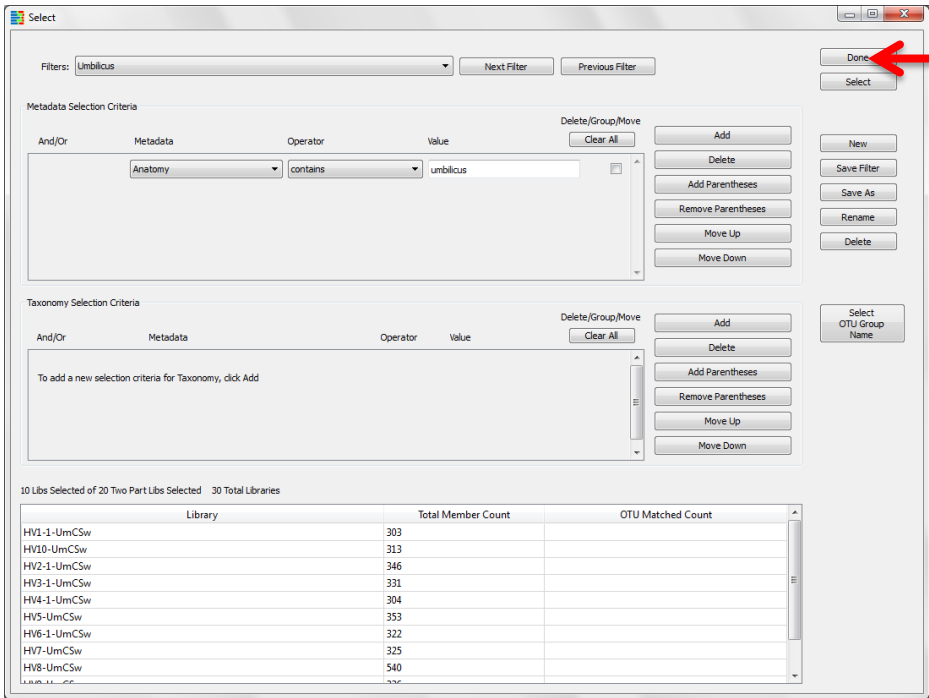 Select
Filters: Umbilicus Next Filter Previous Filter Done
Select
Metadata Selection Criteria
Delete/Group/Move
And/Or Metadata Operator Value Clear All Add New
Anatomy contains umbilicus Delete Save Filter
Add Parentheses Save As
Remove Parentheses Rename
Move Up Delete
Move Down
Taxonomy Selection Criteria
Delete/Group/Move
And/Or Metadata Operator Value Clear All Add
Select
OTU Group
Name
Delete
To add a new selection criteria for Taxonomy, click Add Add Parentheses
Remove Parentheses
Move Up
Move Down
10 Libs Selected of 20 Two Part Libs Selected 30 Total Libraries
Library Total Member Count OTU Matched Count
HV1-1-UmCSw 303
HV10-UmCSw 313
HV2-1-UmCSw 346
HV3-1-UmCSw 331
HV4-1-UmCSw 304
HV5-UmCSw 353
HV6-1-UmCSw 322
HV7-UmCSw 325
HV8-UmCSw 540